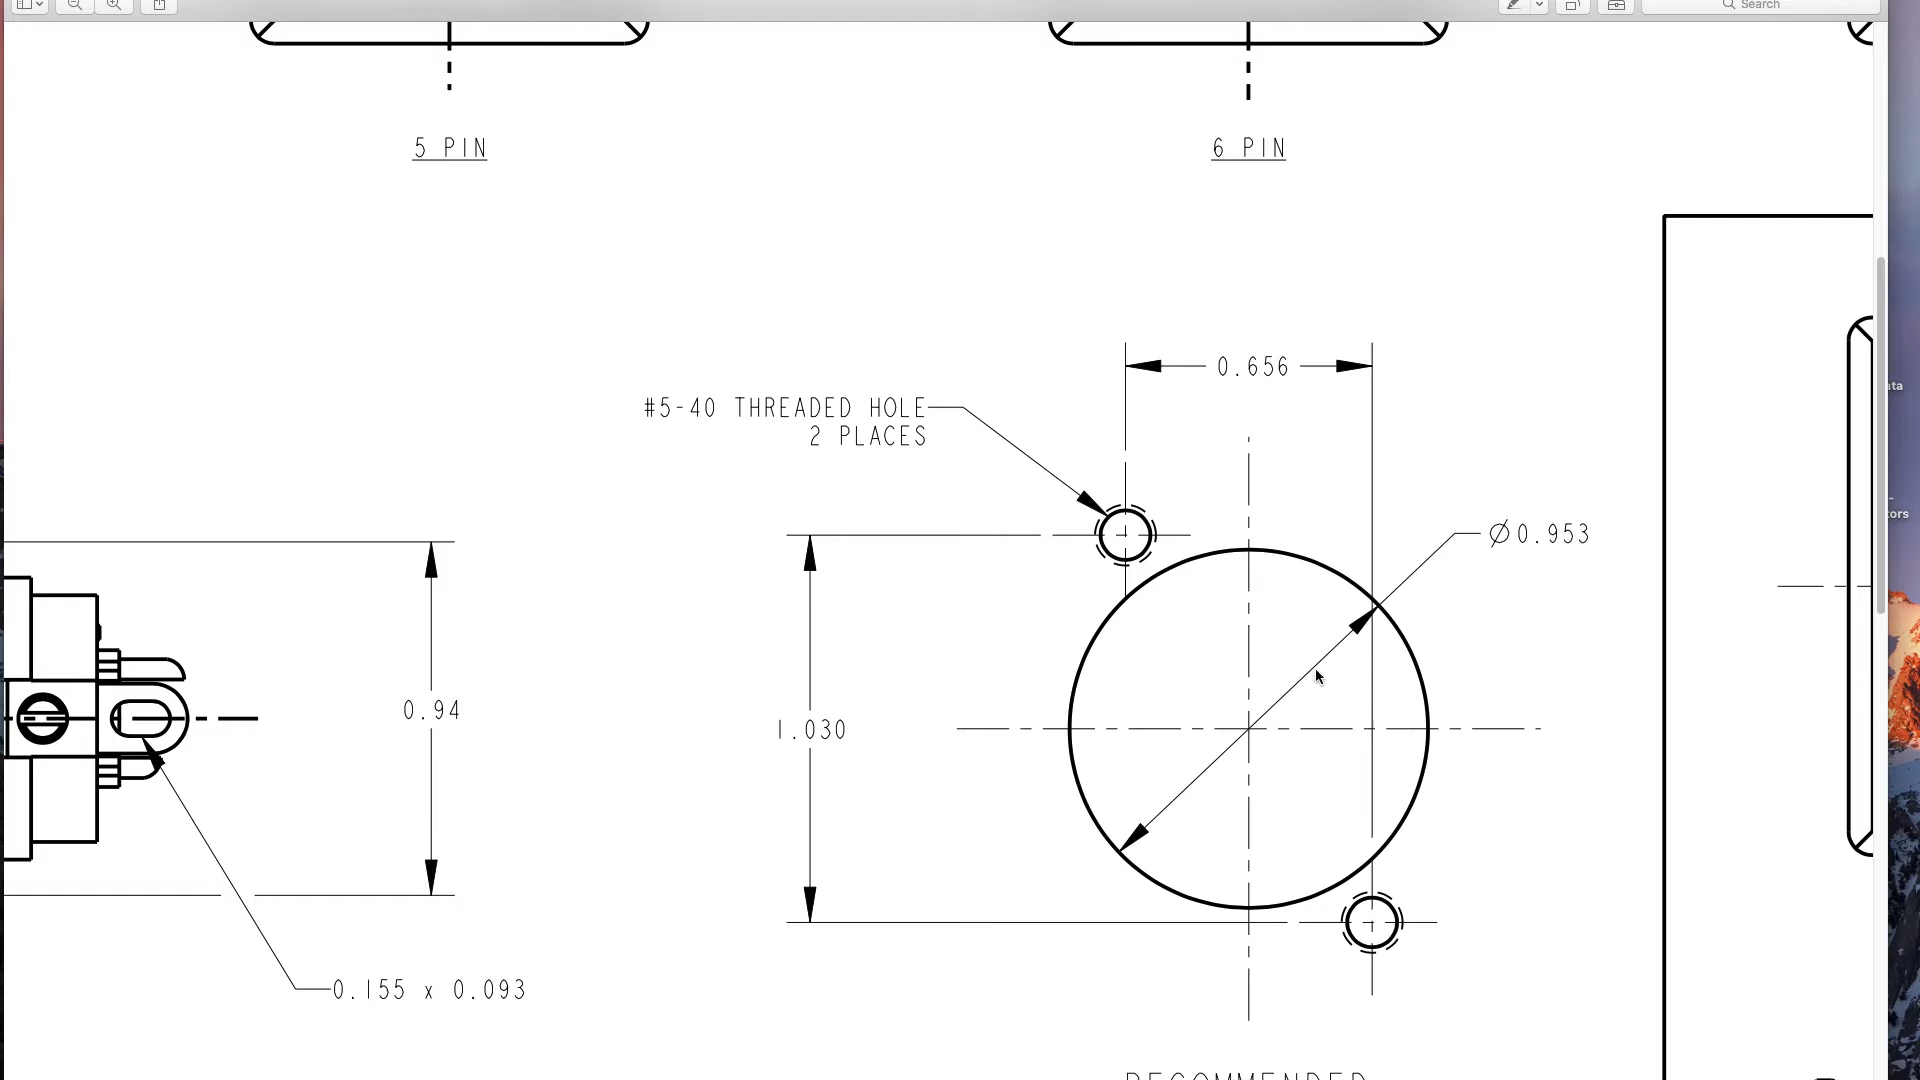 Search
5 PIN
6 PIN
0.656
#5-40 THREADED HOLE
2 PLACES
Ø0.953
0.94
1.030
0.155 x 0.093
RECOMMENDED